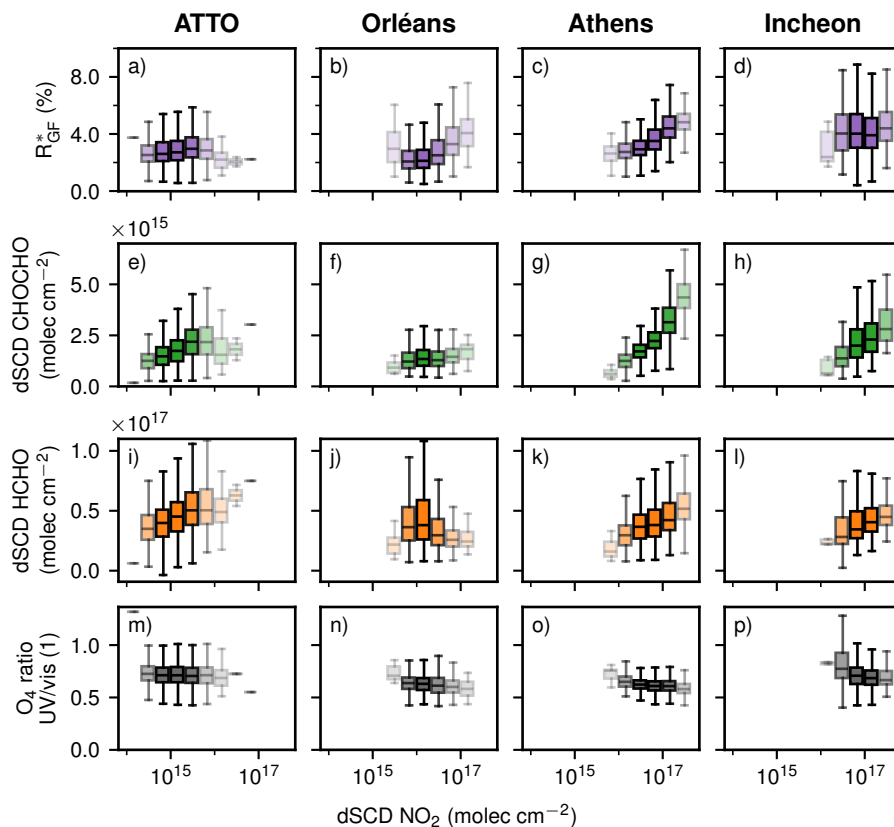 ATTO Orléans Athens Incheon
a) b) c) d)
8.0
4.0
0.0
R*GF (%)
×10^15
e) f) g) h)
5.0
2.5
0.0
dSCD CHOCHO
(molec cm−2)
×10^17
i) j) k) l)
1.0
0.5
0.0
dSCD HCHO
(molec cm−2)
m) n) o) p)
1.0
0.5
0.0
O4 ratio
UV/vis (1)
10^15 10^17 10^15 10^17 10^15 10^17 10^15 10^17
dSCD NO2 (molec cm−2)